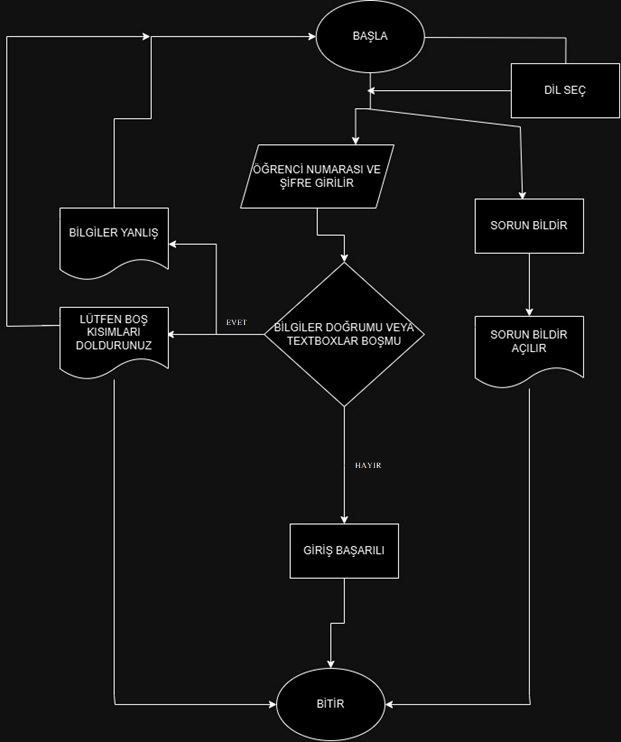 BAŞLA
DİL SEÇ
ÖĞRENCİ NUMARASI VE
ŞİFRE GİRİLİR
SORUN BİLDİR
BİLGİLER YANLIŞ
LÜTFEN BOŞ
KISIMLARI
DOLDURUNUZ
EVET
BİLGİLER DOĞRUMU VEYA
TEXTBOXLAR BOŞMU
SORUN BİLDİR
AÇILIR
HAYIR
GİRİŞ BAŞARILI
BİTİR